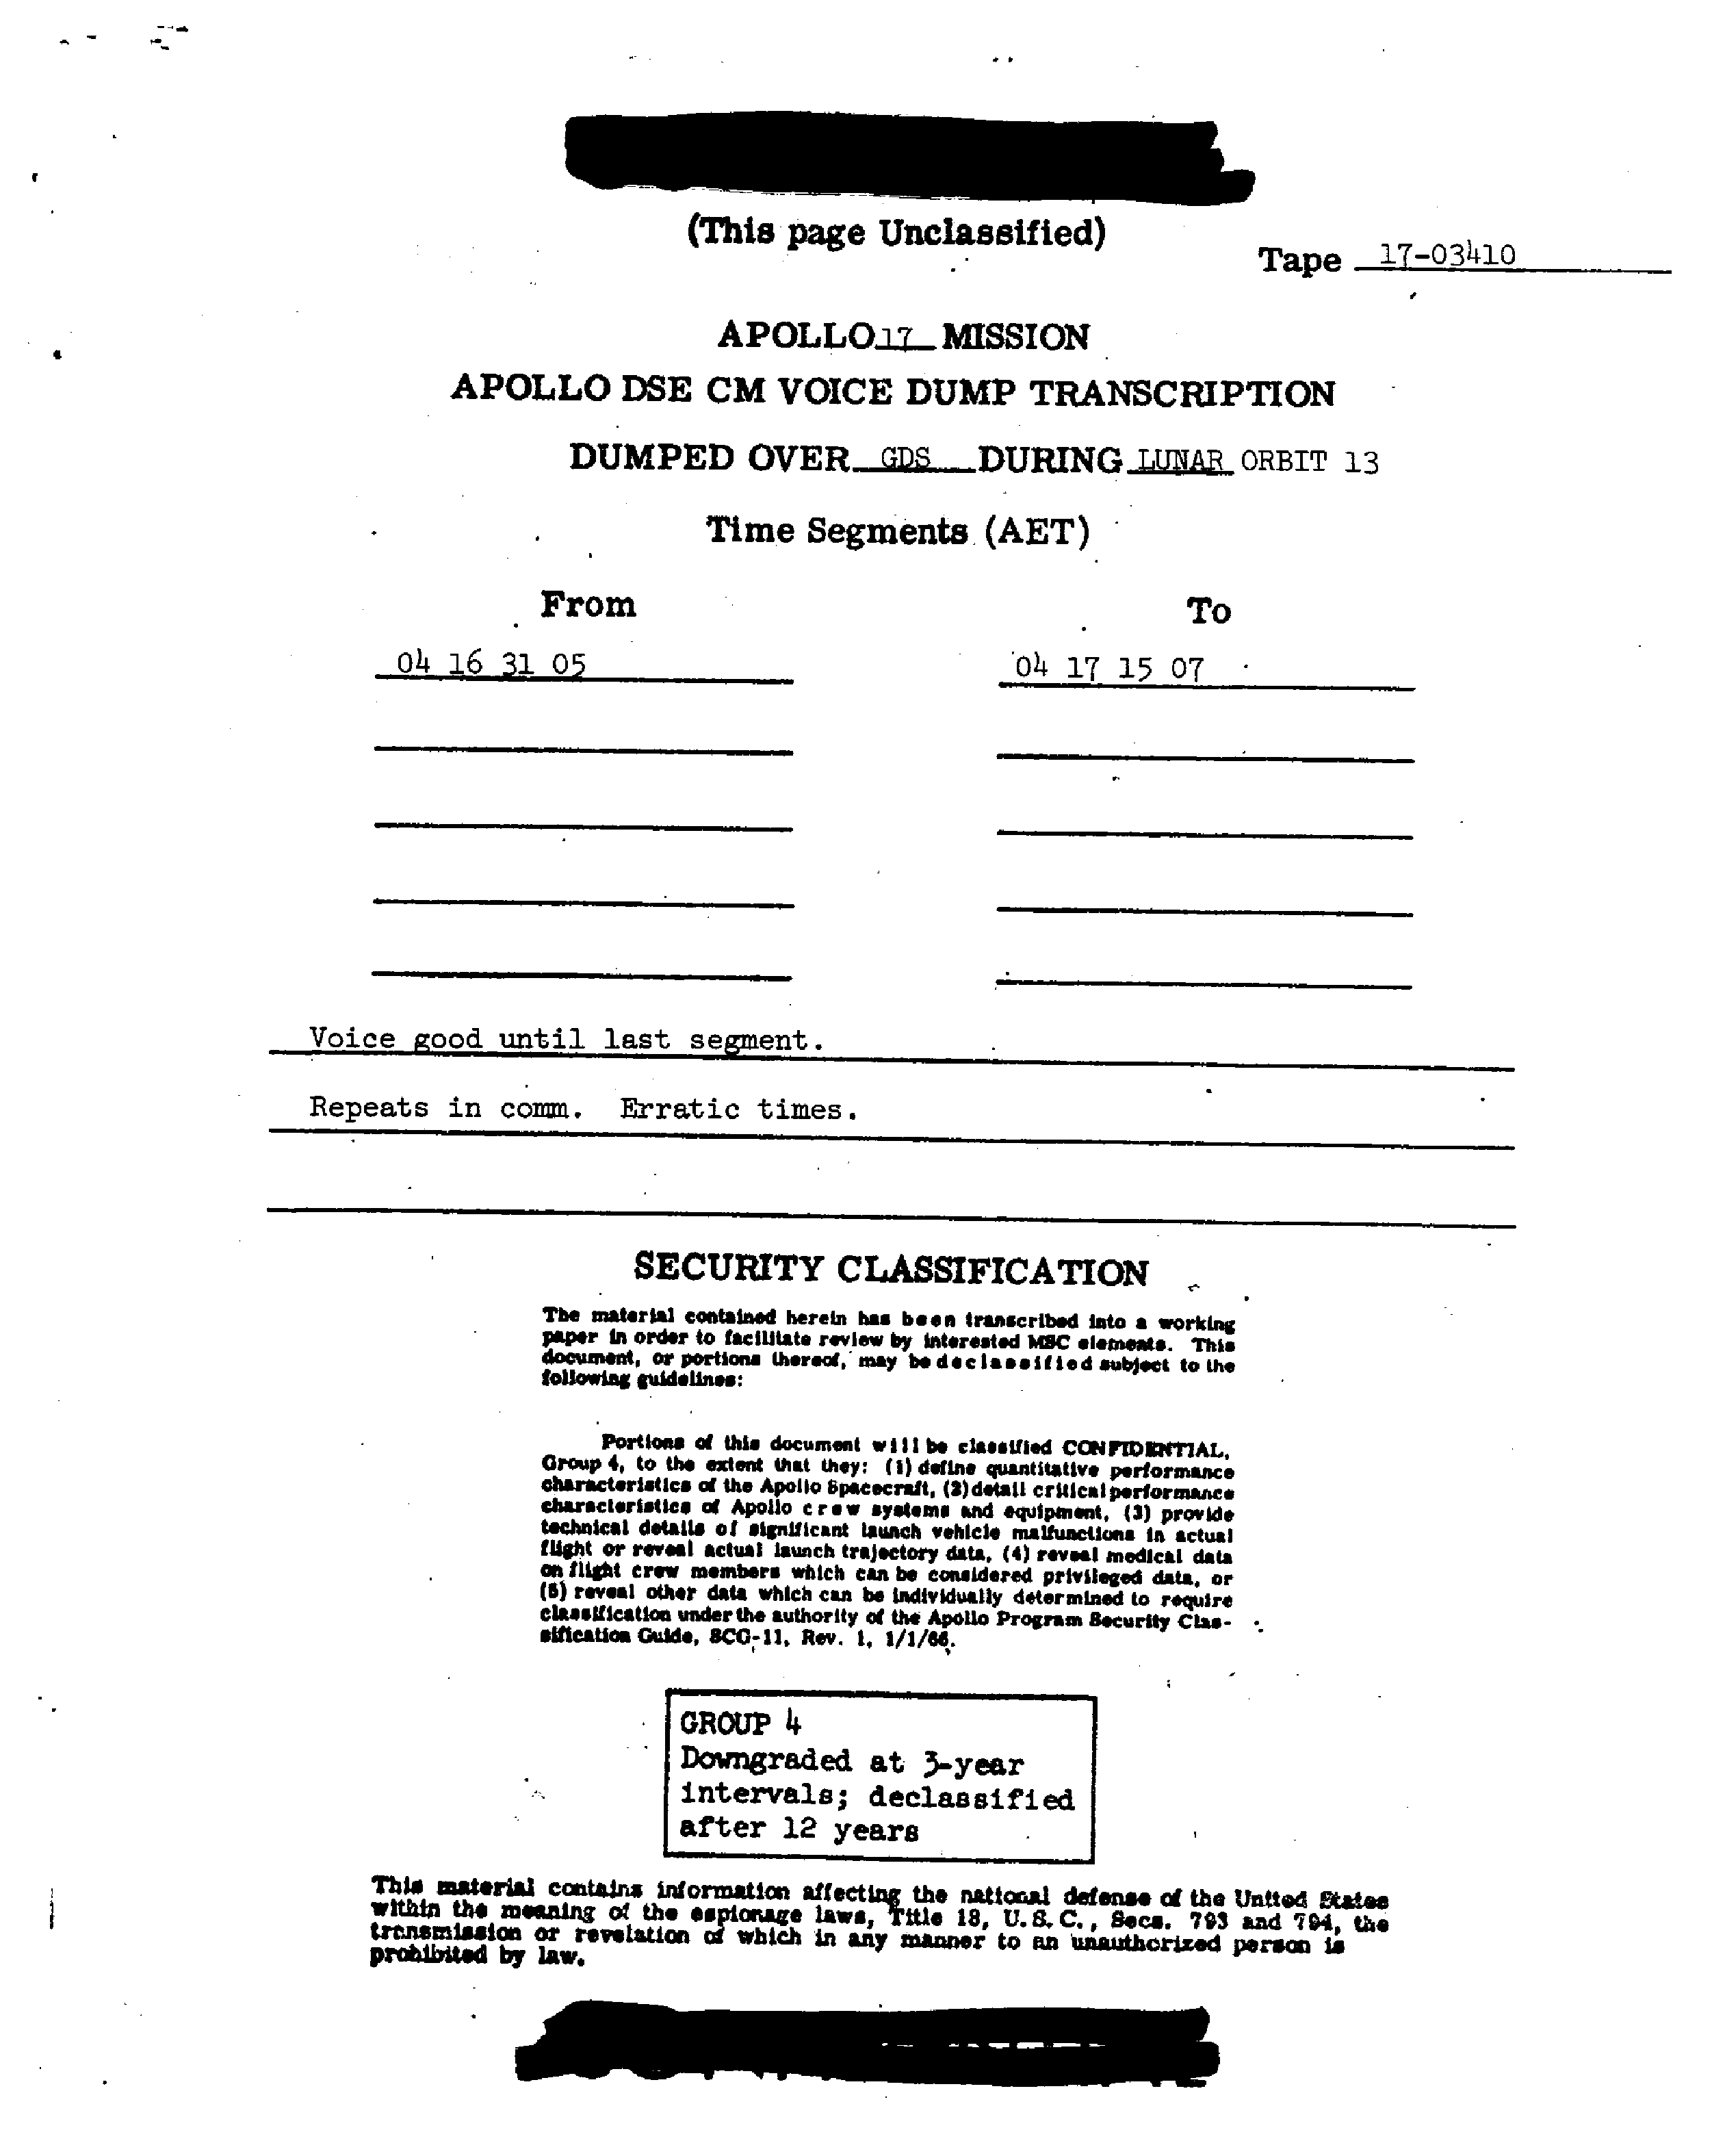 (This page Unclassified)
Tape 17-03410
APOLLO 17 MISSION
APOLLO DSE CM VOICE DUMP TRANSCRIPTION
DUMPED OVER GDS DURING LUNAR ORBIT 13
Time Segments (AET)
From To
04 16 31 05 04 17 15 07
Voice good until last segment.
Repeats in comm. Erratic times.
SECURITY CLASSIFICATION
The material contained herein has been transcribed into a working
paper in order to facilitate review by interested MSC elements. This
document, or portions thereof, may be declassified subject to the
following guidelines:
Portions of this document will be classified CONFIDENTIAL,
Group 4, to the extent that they: (1) define quantitative performance
characteristics of the Apollo Spacecraft, (2) detail critical performance
characteristics of Apollo crew systems and equipment, (3) provide
technical details of significant launch vehicle malfunctions in actual
flight or reveal actual launch trajectory data, (4) reveal medical data
on flight crew members which can be considered privileged data, or
(5) reveal other data which can be individually determined to require
classification under the authority of the Apollo Program Security Clas-
sification Guide, SCG-11, Rev. 1, 1/1/66.
GROUP 4
Downgraded at 3-year
intervals; declassified
after 12 years
This material contains information affecting the national defense of the United States
within the meaning of the espionage laws, Title 18, U.S.C., Secs. 793 and 794, the
transmission or revelation of which in any manner to an unauthorized person is
prohibited by law.